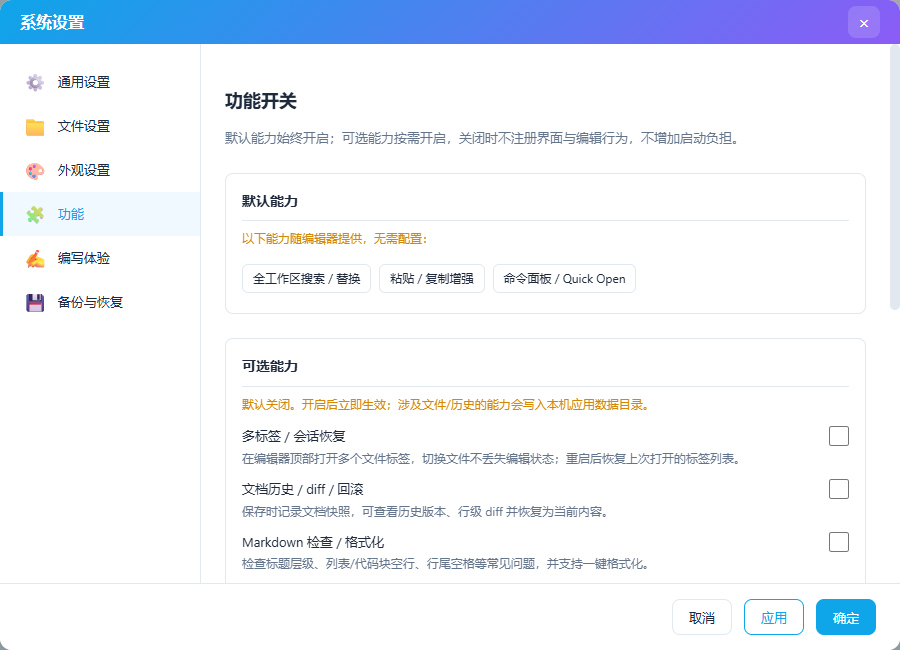 系统设置
×
通用设置
文件设置
外观设置
功能
编写体验
备份与恢复
功能开关
默认能力始终开启；可选能力按需开启，关闭时不注册界面与编辑行为，不增加启动负担。
默认能力
以下能力随编辑器提供，无需配置：
全工作区搜索 / 替换
粘贴 / 复制增强
命令面板 / Quick Open
可选能力
默认关闭。开启后立即生效；涉及文件/历史的能力会写入本机应用数据目录。
多标签 / 会话恢复
在编辑器顶部打开多个文件标签，切换文件不丢失编辑状态；重启后恢复上次打开的标签列表。
文档历史 / diff / 回滚
保存时记录文档快照，可查看历史版本、行级 diff 并恢复为当前内容。
Markdown 检查 / 格式化
检查标题层级、列表/代码块空行、行尾空格等常见问题，并支持一键格式化。
取消
应用
确定